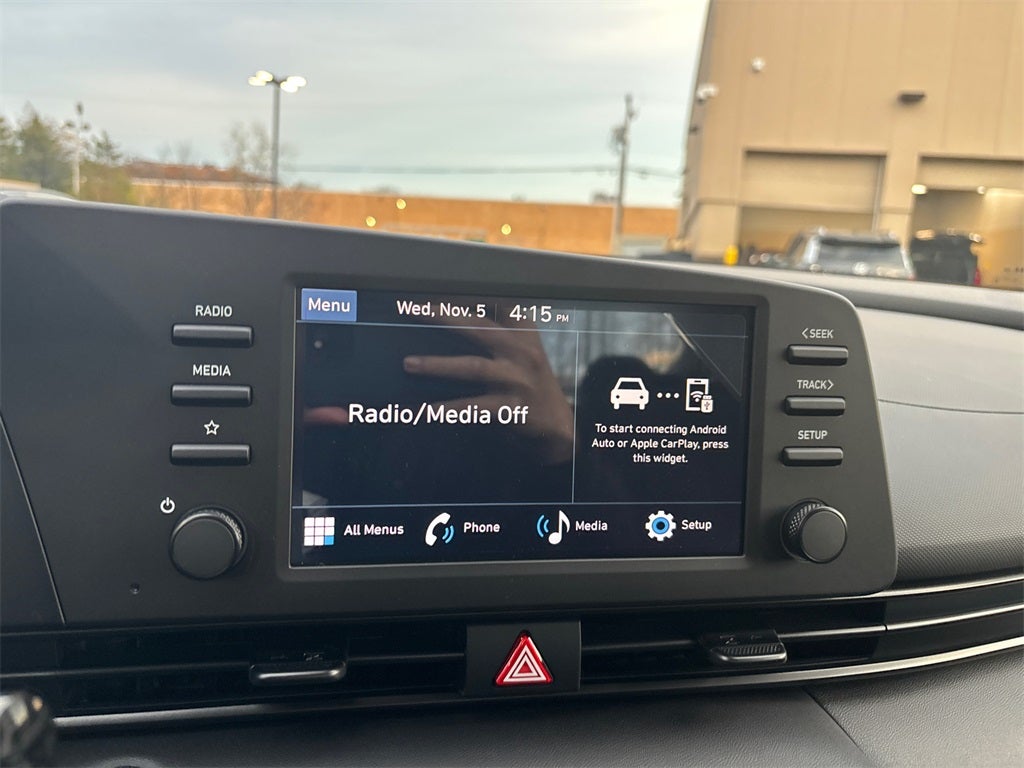 RADIO
MEDIA
Menu
Wed, Nov. 5
4:15 PM
Radio/Media Off
To start connecting Android
Auto or Apple CarPlay, press
this widget.
All Menus
Phone
Media
Setup
<SEEK
TRACK>
SETUP